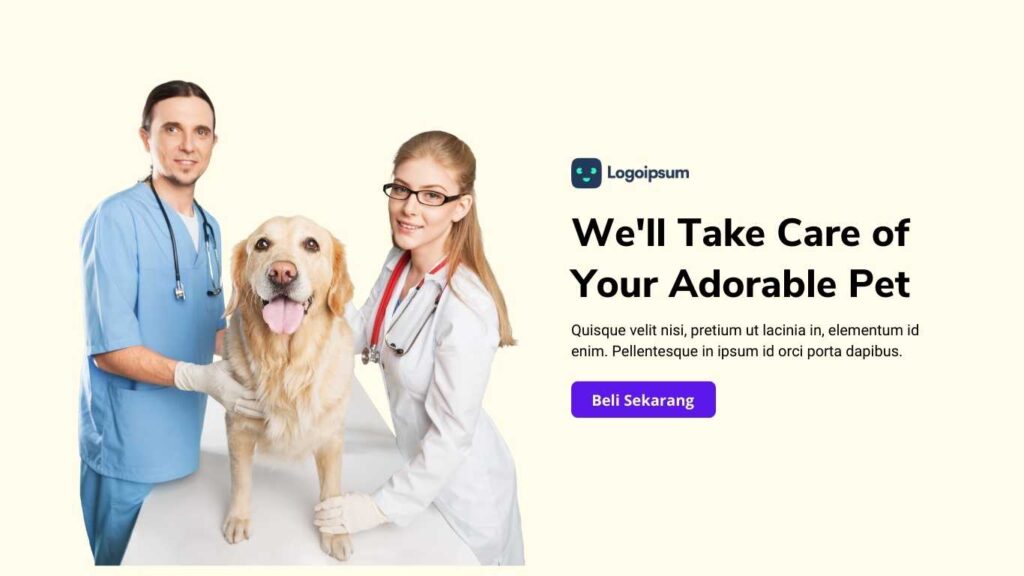 Logoipsum
We'll Take Care of
Your Adorable Pet
Quisque velit nisi, pretium ut lacinia in, elementum id
enim. Pellentesque in ipsum id orci porta dapibus.
Beli Sekarang